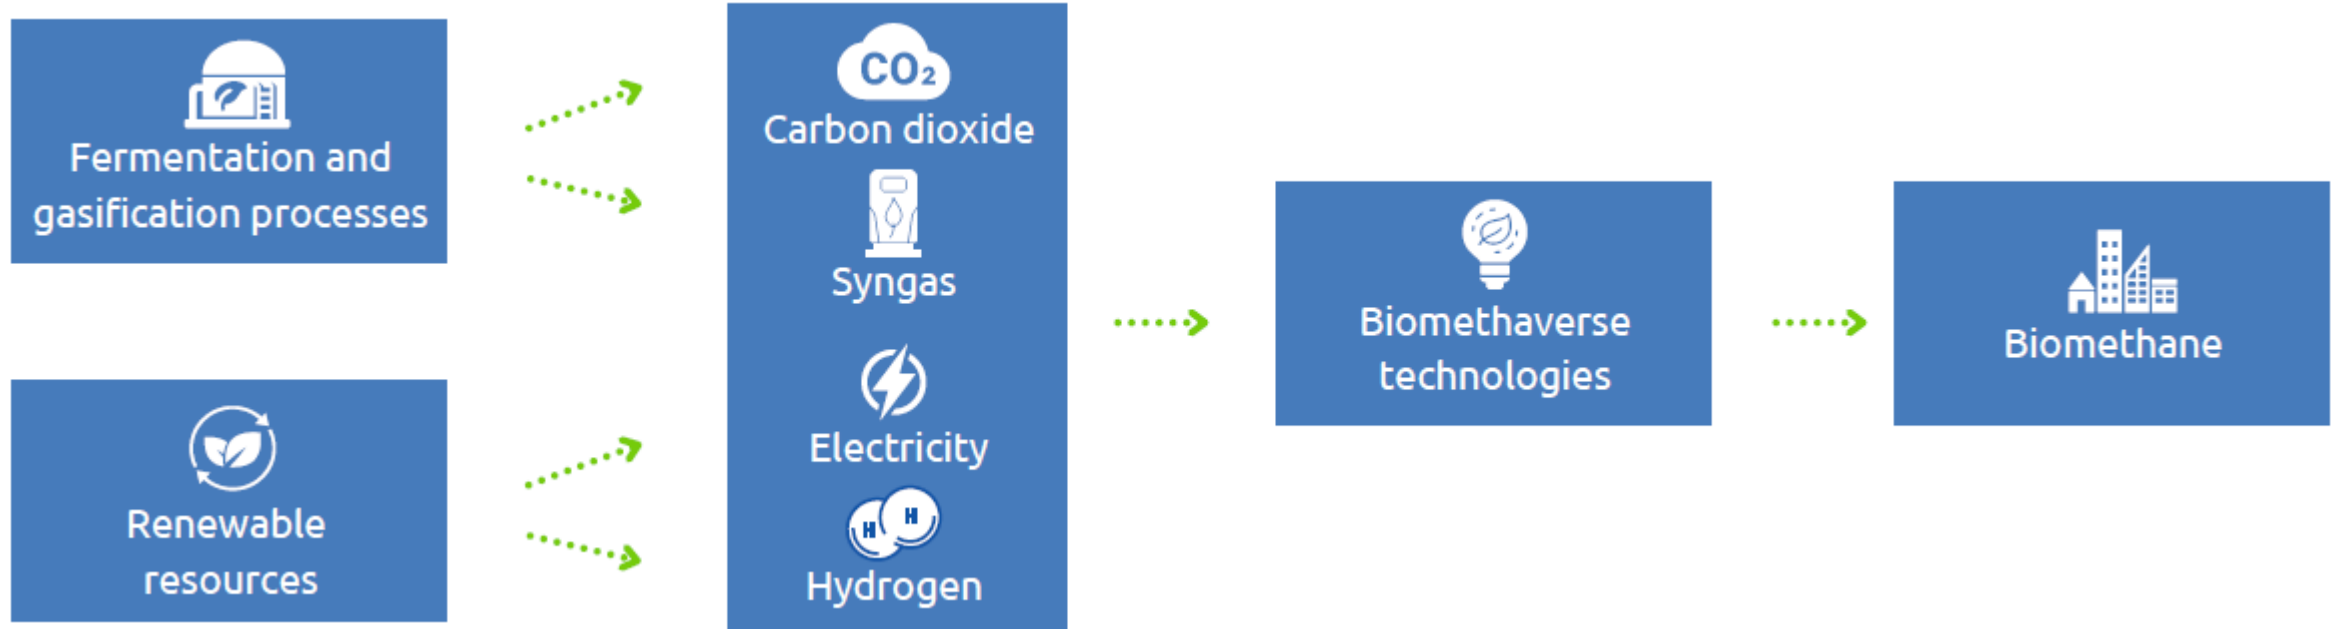 Fermentation and
gasification processes
Renewable
resources
CO₂
Carbon dioxide
Syngas
Electricity
H H
Hydrogen
Biomethaverse
technologies
Biomethane